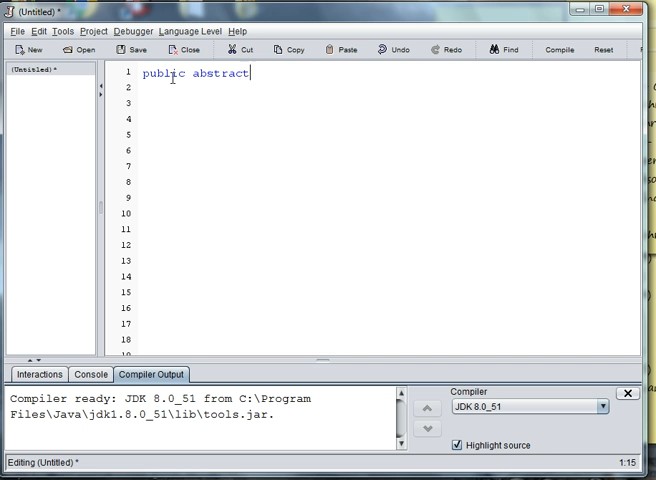 (Untitled) *
File Edit Tools Project Debugger Language Level Help
New Open Save Close Cut Copy Paste Undo Redo Find Compile Reset
(Untitled) *
1 public abstract
2
3
4
5
6
7
8
9
10
11
12
13
14
15
16
17
18
Interactions Console Compiler Output
Compiler ready: JDK 8.0_51 from C:\Program
Files\Java\jdk1.8.0_51\lib\tools.jar.
Compiler
JDK 8.0_51
Highlight source
Editing (Untitled) * 1:15